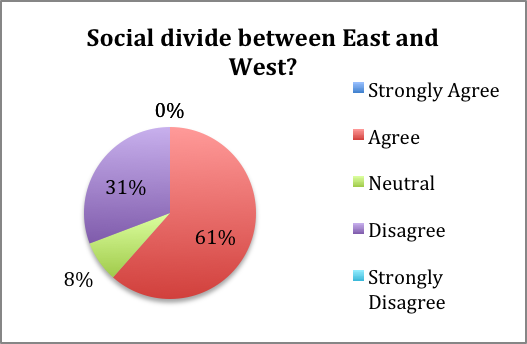 Social divide between East and
West?
0%
31%
61%
8%
Strongly Agree
Agree
Neutral
Disagree
Strongly
Disagree